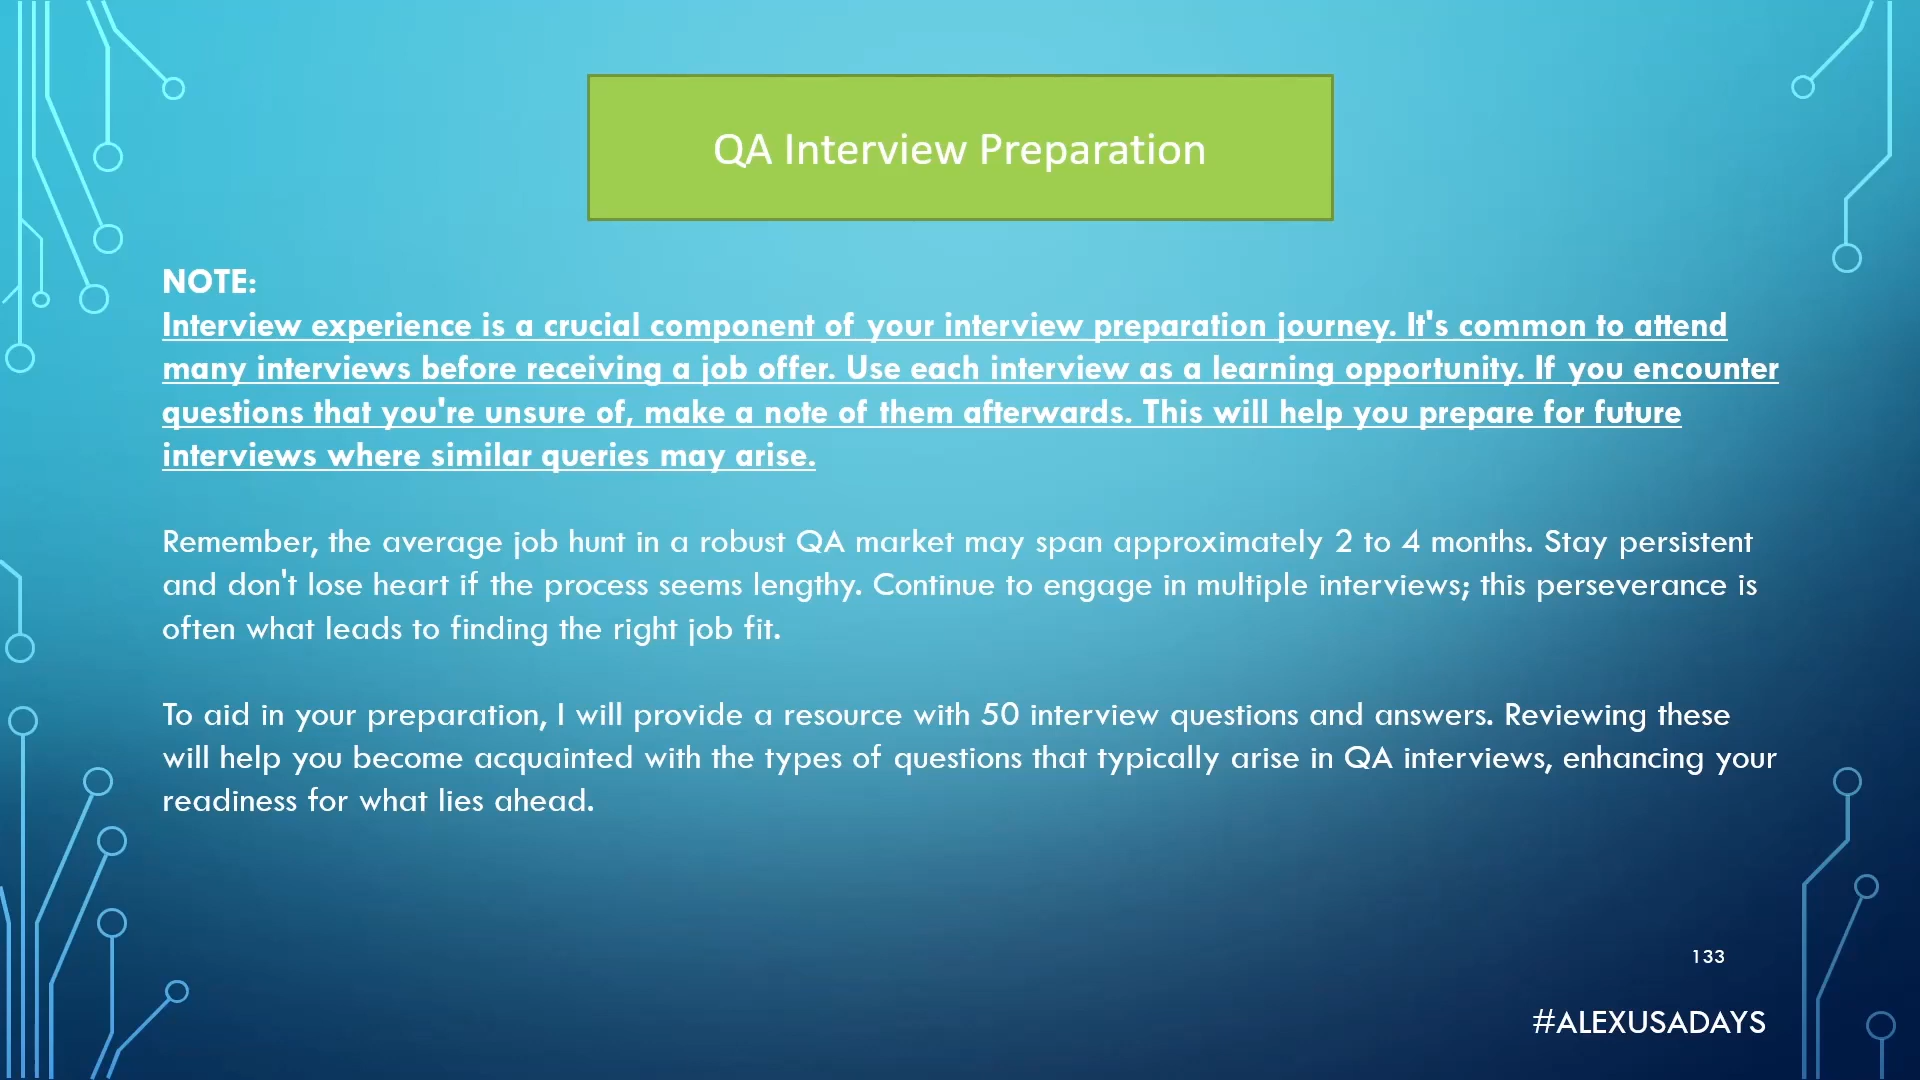 QA Interview Preparation
NOTE:
Interview experience is a crucial component of your interview preparation journey. It's common to attend
many interviews before receiving a job offer. Use each interview as a learning opportunity. If you encounter
questions that you're unsure of, make a note of them afterwards. This will help you prepare for future
interviews where similar queries may arise.
Remember, the average job hunt in a robust QA market may span approximately 2 to 4 months. Stay persistent
and don't lose heart if the process seems lengthy. Continue to engage in multiple interviews; this perseverance is
often what leads to finding the right job fit.
To aid in your preparation, I will provide a resource with 50 interview questions and answers. Reviewing these
will help you become acquainted with the types of questions that typically arise in QA interviews, enhancing your
readiness for what lies ahead.
133
#ALEXUSADAYS